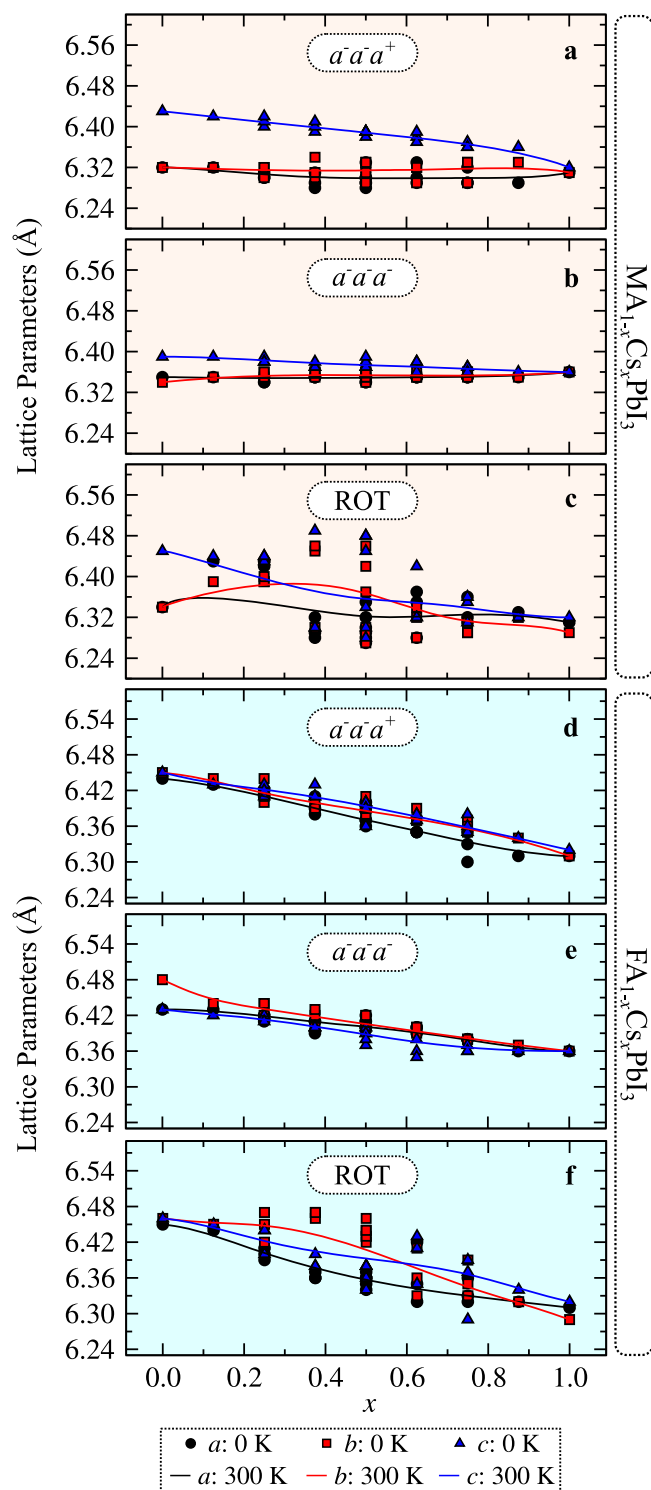 a⁻a⁻a⁺ a
6.56
6.48
6.40
6.32
6.24
a⁻a⁻a⁻ b
6.56
6.48
6.40
6.32
6.24
ROT c
6.56
6.48
6.40
6.32
6.24
Lattice Parameters (Å)
MA₁₋ₓCsₓPbI₃
a⁻a⁻a⁺ d
6.54
6.48
6.42
6.36
6.30
6.24
a⁻a⁻a⁻ e
6.54
6.48
6.42
6.36
6.30
6.24
ROT f
6.54
6.48
6.42
6.36
6.30
6.24
Lattice Parameters (Å)
FA₁₋ₓCsₓPbI₃
0.0 0.2 0.4 0.6 0.8 1.0
x
a: 0 K b: 0 K c: 0 K
a: 300 K b: 300 K c: 300 K